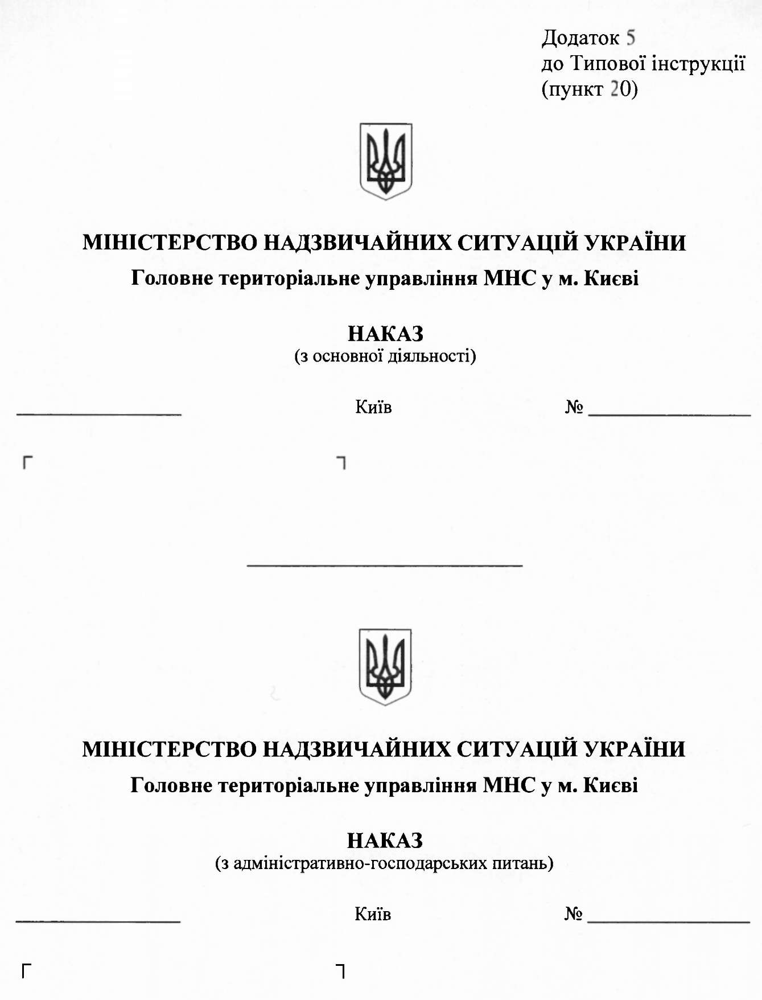 Додаток 5
до Типової інструкції
(пункт 20)
МІНІСТЕРСТВО НАДЗВИЧАЙНИХ СИТУАЦІЙ УКРАЇНИ
Головне територіальне управління МНС у м. Києві
НАКАЗ
(з основної діяльності)
Київ №
МІНІСТЕРСТВО НАДЗВИЧАЙНИХ СИТУАЦІЙ УКРАЇНИ
Головне територіальне управління МНС у м. Києві
НАКАЗ
(з адміністративно-господарських питань)
Київ №